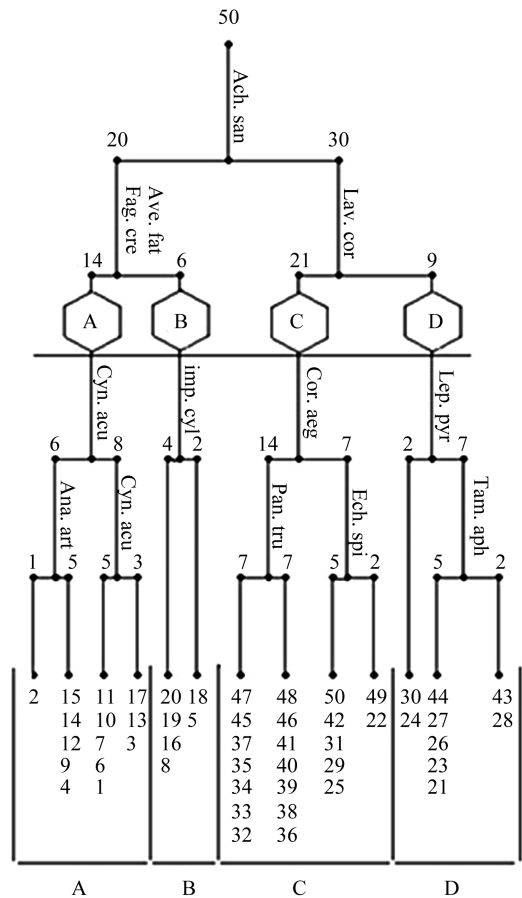 50
Ach. san
20 30
Ave. fat
Fag. cre
Lav. cor
14 6 21 9
A B C D
Cyn. acu
imp. cyl
Cor. aeg
Lep. pyr
6 8 4 2 14 7 2 7
Ana. art
Cyn. acu
Pan. tru
Ech. spi
Tam. aph
1 5 5 3 7 7 5 2 5 2
2 15 11 17 20 18 47 48 50 49 30 44 43
14 10 13 19 5 45 46 42 22 24 27 28
12 7 3 16 37 41 31 26
9 6 8 35 40 29 23
4 1 34 39 25 21
33 38
32 36
A B C D